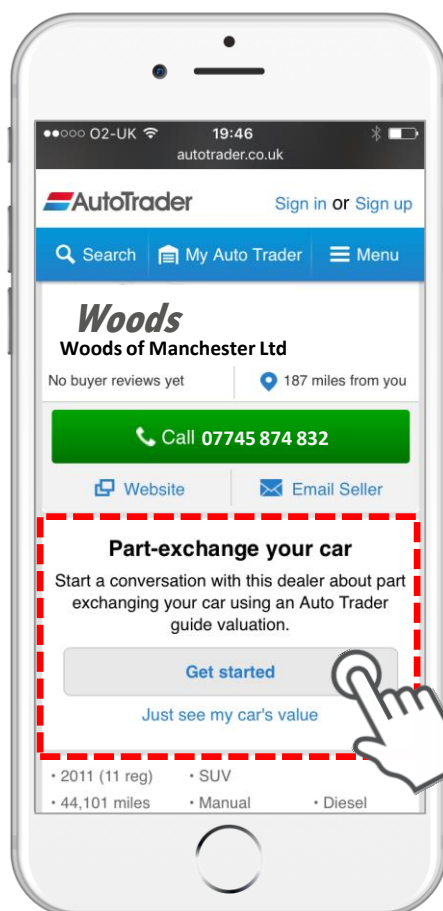 O2-UK 19:46
autotrader.co.uk
AutoTrader Sign in or Sign up
Search My Auto Trader Menu
Woods
Woods of Manchester Ltd
No buyer reviews yet 187 miles from you
Call 07745 874 832
Website Email Seller
Part-exchange your car
Start a conversation with this dealer about part
exchanging your car using an Auto Trader
guide valuation.
Get started
Just see my car's value
• 2011 (11 reg) • SUV
• 44,101 miles • Manual • Diesel